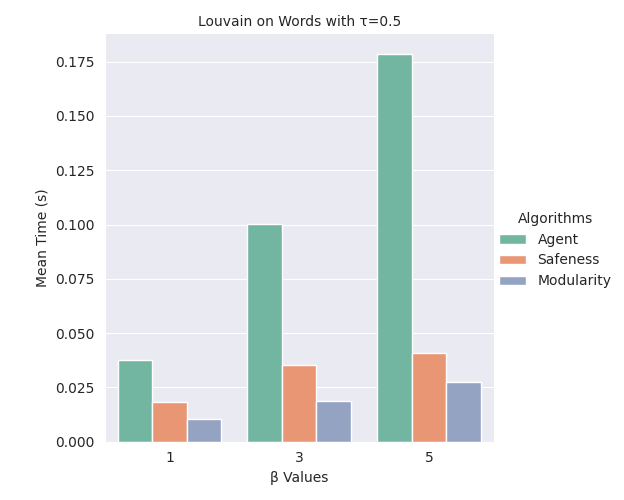 Louvain on Words with τ=0.5
0.175
0.150
0.125
0.100
0.075
0.050
0.025
0.000
Mean Time (s)
1 3 5
β Values
Algorithms
Agent
Safeness
Modularity